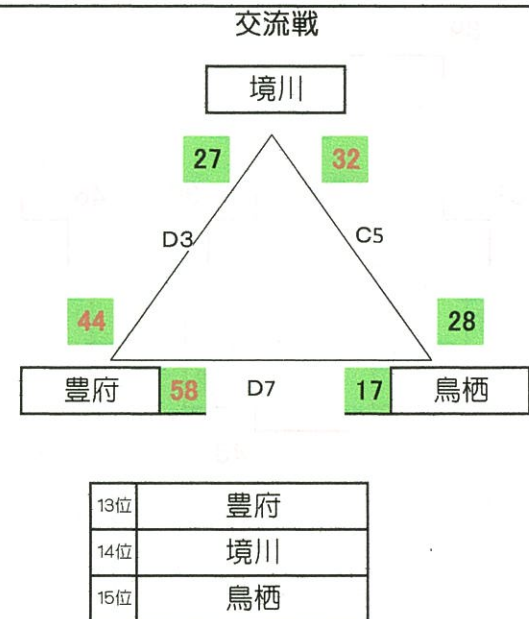 交流戦
境川
27 32
D3 C5
44 28
豊府 58 D7 17 鳥栖
13位 豊府
14位 境川
15位 鳥栖